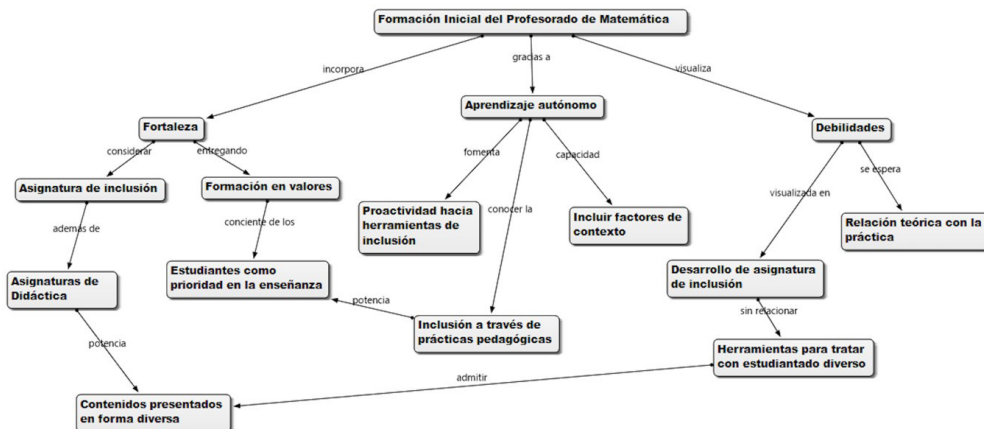 Formación Inicial del Profesorado de Matemática
incorpora
gracias a
visualiza
Aprendizaje autónomo
Fortaleza
Debilidades
considerar
entregando
fomenta
capacidad
se espera
Asignatura de inclusión
Formación en valores
visualizada en
además de
conciente de los
Proactividad hacia
herramientas de
inclusión
conocer la
Incluir factores de
contexto
Relación teórica con la
práctica
Asignaturas de
Didáctica
Estudiantes como
prioridad en la enseñanza
Desarrollo de asignatura
de inclusión
potencia
sin relacionar
Inclusión a través de
prácticas pedagógicas
potencia
Herramientas para tratar
con estudiantado diverso
admitir
Contenidos presentados
en forma diversa